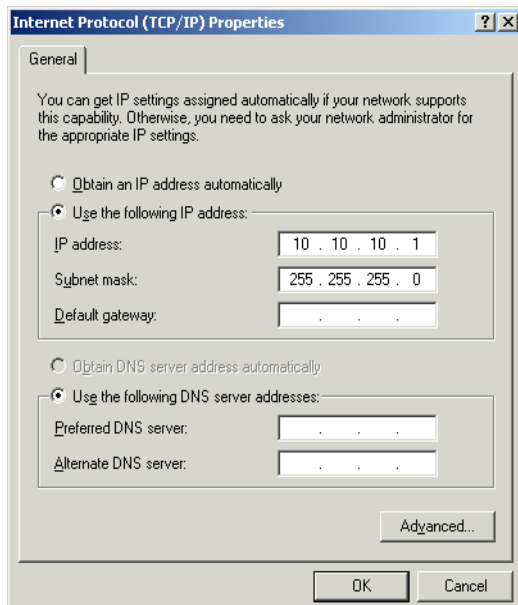 Internet Protocol (TCP/IP) Properties
General
You can get IP settings assigned automatically if your network supports
this capability. Otherwise, you need to ask your network administrator for
the appropriate IP settings.
Obtain an IP address automatically
Use the following IP address:
IP address: 10 . 10 . 10 . 1
Subnet mask: 255 . 255 . 255 . 0
Default gateway: . . .
Obtain DNS server address automatically
Use the following DNS server addresses:
Preferred DNS server: . . .
Alternate DNS server: . . .
Advanced...
OK Cancel